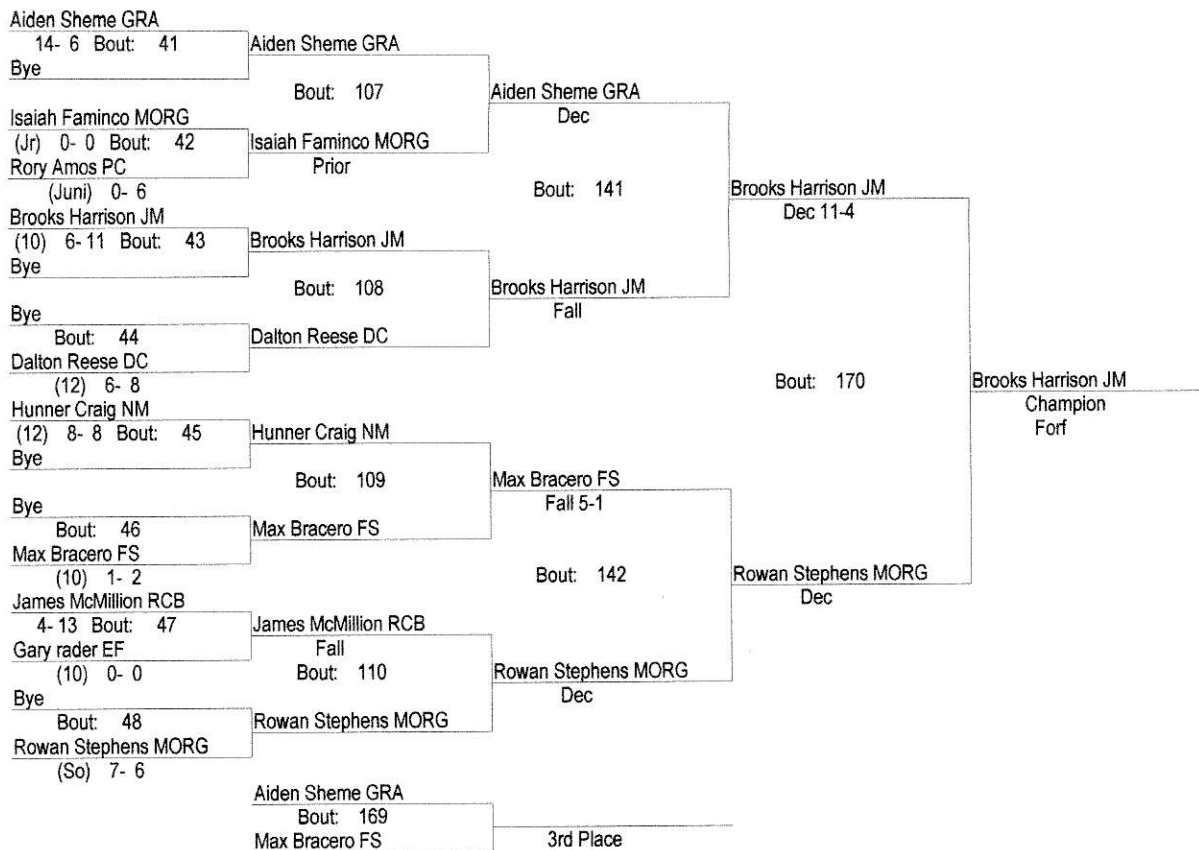 Aiden Sheme GRA
14- 6 Bout: 41
Bye
Aiden Sheme GRA
Bout: 107
Isaiah Faminco MORG
(Jr) 0- 0 Bout: 42
Rory Amos PC
(Juni) 0- 6
Isaiah Faminco MORG
Prior
Aiden Sheme GRA
Dec
Bout: 141
Brooks Harrison JM
(10) 6- 11 Bout: 43
Bye
Brooks Harrison JM
Bout: 108
Bye
Bout: 44
Dalton Reese DC
(12) 6- 8
Dalton Reese DC
Brooks Harrison JM
Fall
Brooks Harrison JM
Dec 11-4
Bout: 170
Brooks Harrison JM
Champion
Forf
Hunner Craig NM
(12) 8- 8 Bout: 45
Bye
Hunner Craig NM
Bout: 109
Bye
Bout: 46
Max Bracero FS
(10) 1- 2
Max Bracero FS
Max Bracero FS
Fall 5-1
Bout: 142
Rowan Stephens MORG
Dec
James McMillion RCB
4- 13 Bout: 47
Gary rader EF
(10) 0- 0
James McMillion RCB
Fall
Bout: 110
Bye
Bout: 48
Rowan Stephens MORG
(So) 7- 6
Rowan Stephens MORG
Rowan Stephens MORG
Dec
Aiden Sheme GRA
Bout: 169
Max Bracero FS
3rd Place